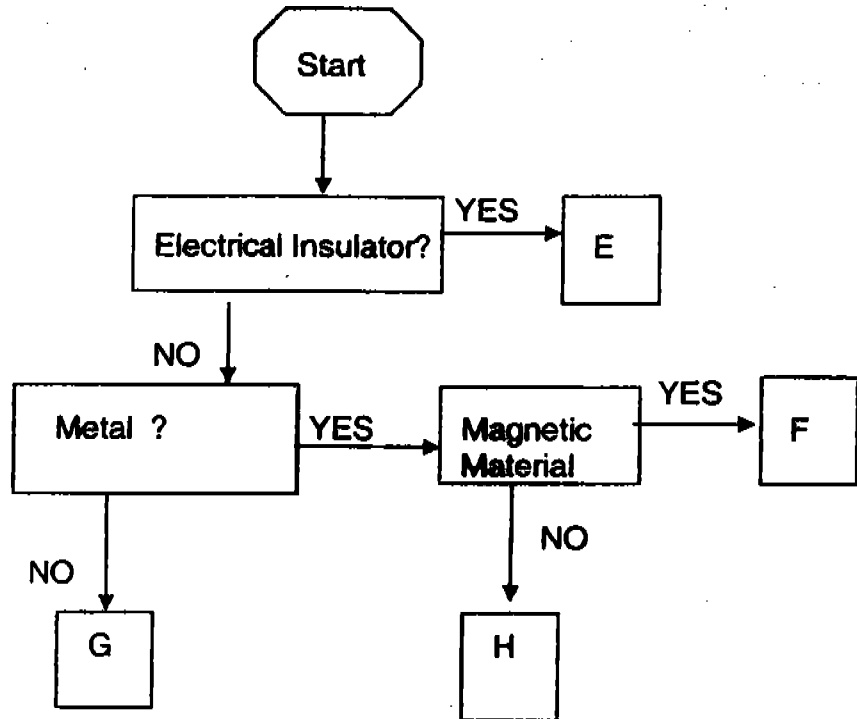 Start
Electrical Insulator?
YES
E
NO
Metal ?
YES
Magnetic
Material
YES
F
NO
G
NO
H